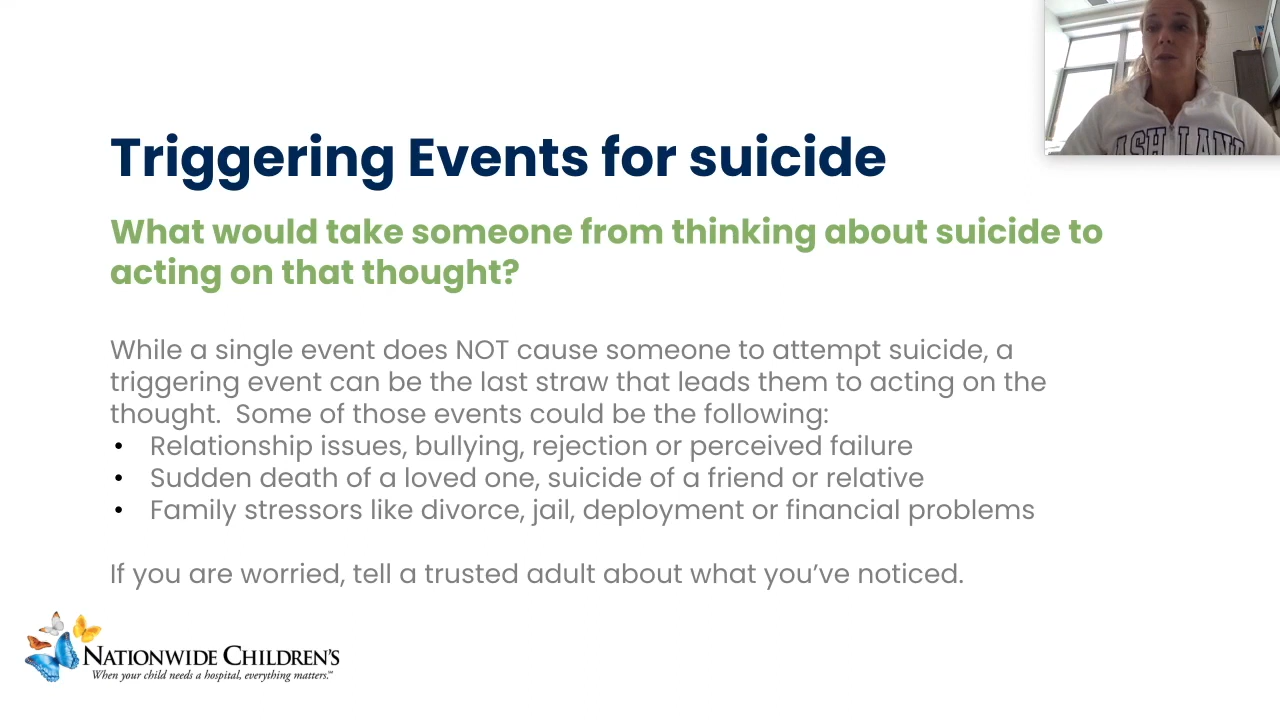 Triggering Events for suicide
What would take someone from thinking about suicide to
acting on that thought?
While a single event does NOT cause someone to attempt suicide, a
triggering event can be the last straw that leads them to acting on the
thought.  Some of those events could be the following:
• Relationship issues, bullying, rejection or perceived failure
• Sudden death of a loved one, suicide of a friend or relative
• Family stressors like divorce, jail, deployment or financial problems
If you are worried, tell a trusted adult about what you’ve noticed.
NATIONWIDE CHILDREN'S
When your child needs a hospital, everything matters.℠
ASHLAND